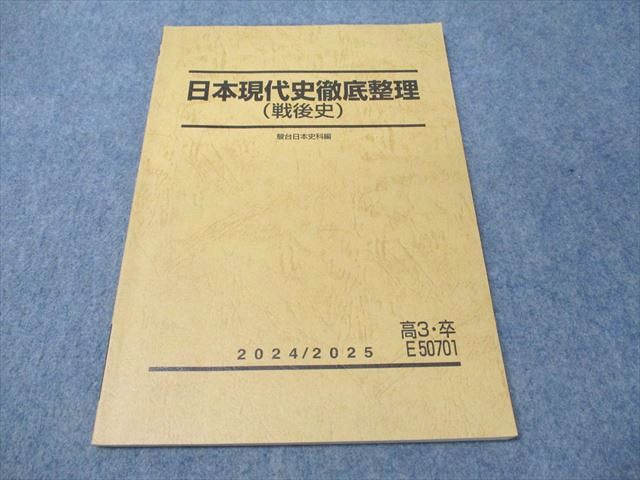 日本現代史徹底整理
（戦後史）
駿台日本史科編
高3・卒
2024/2025
E50701